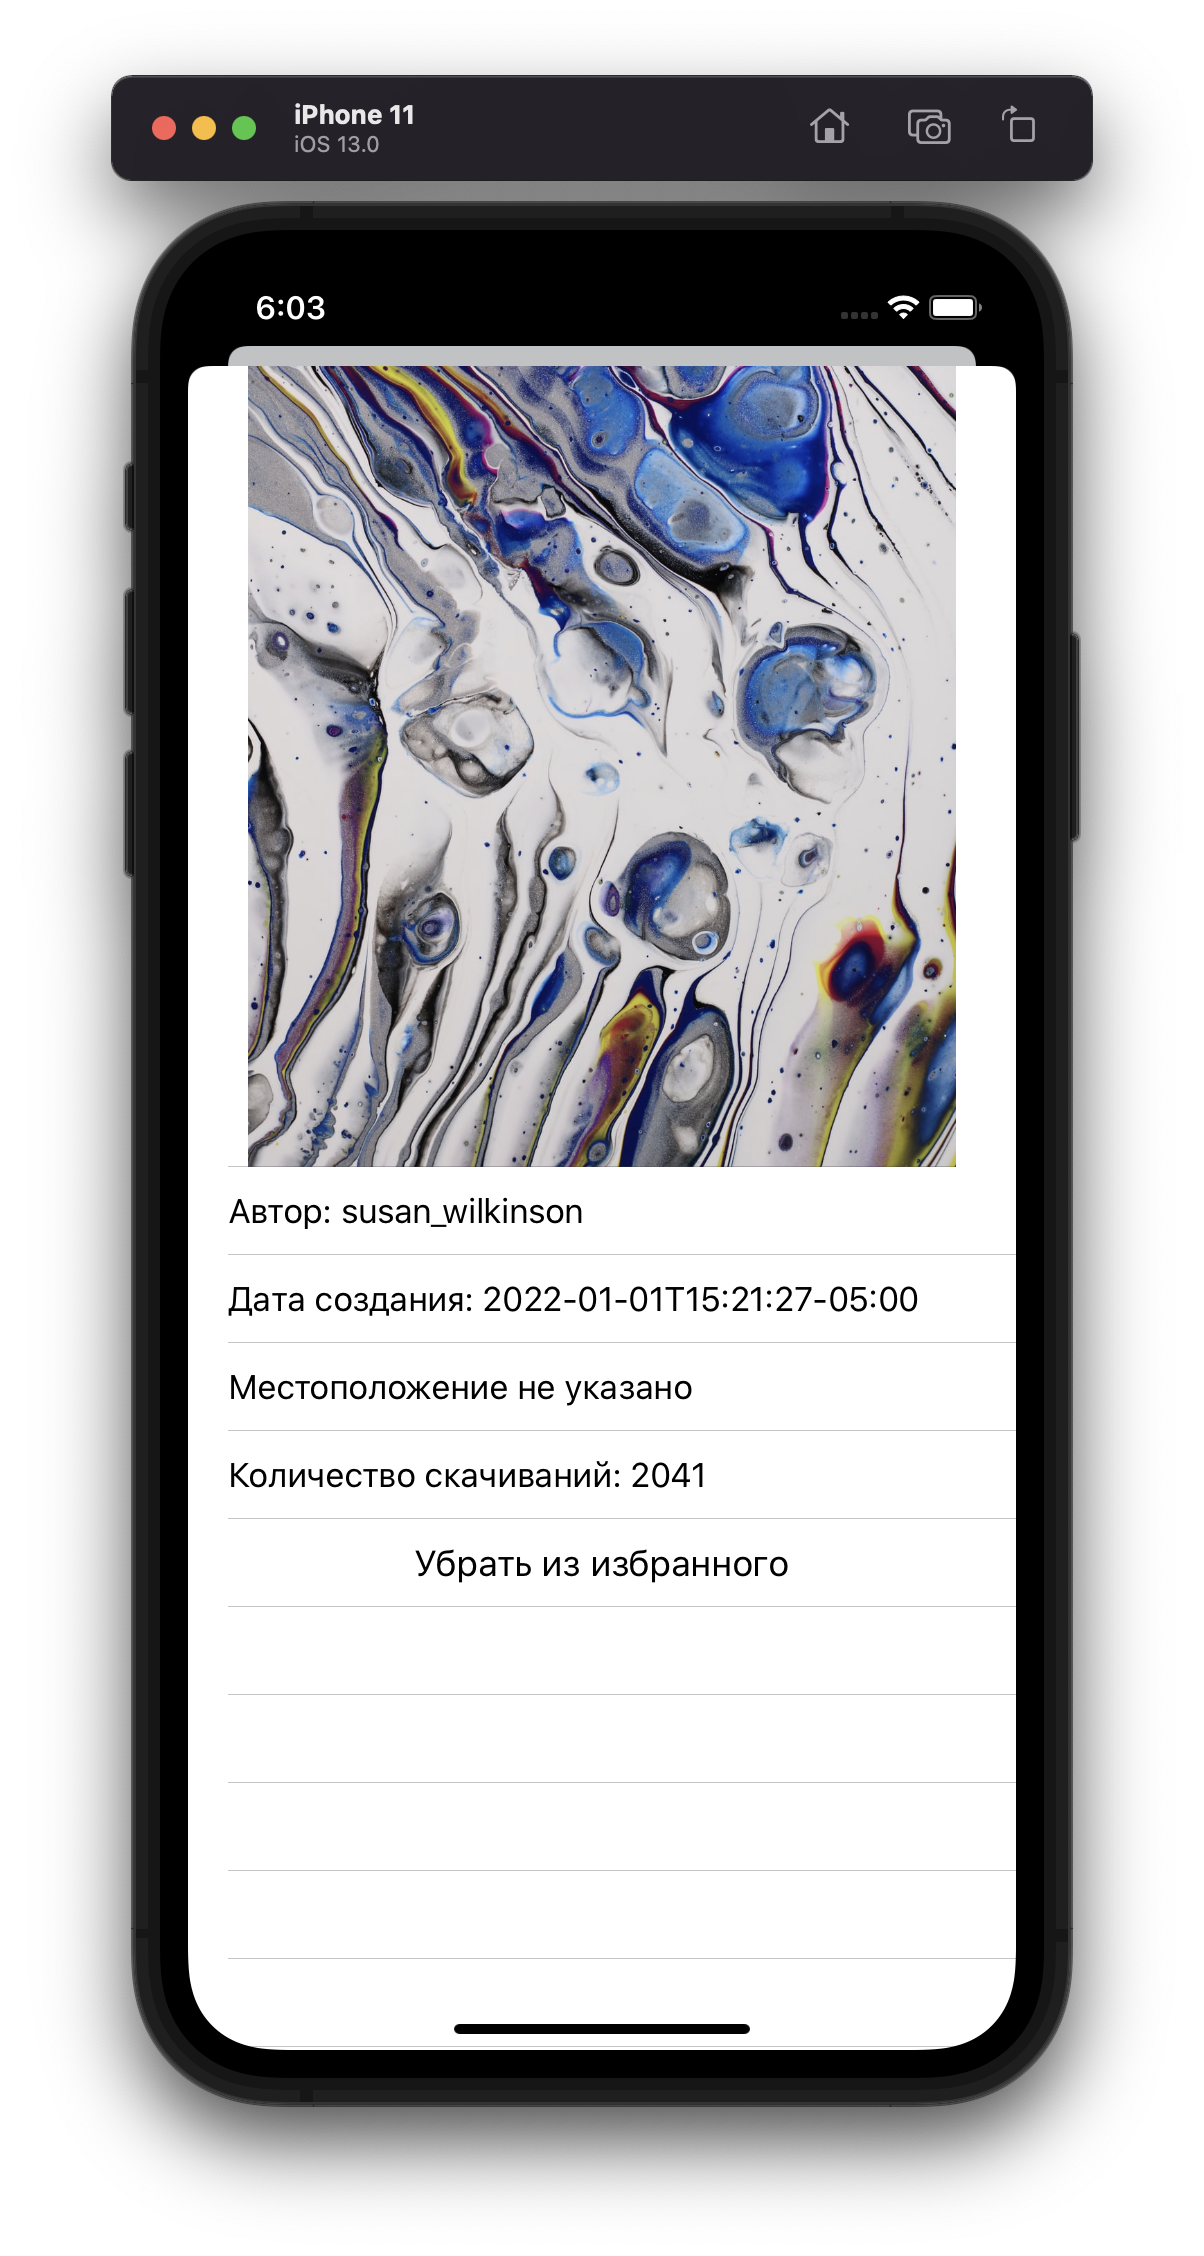 iPhone 11
iOS 13.0
6:03
Автор: susan_wilkinson
Дата создания: 2022-01-01T15:21:27-05:00
Местоположение не указано
Количество скачиваний: 2041
Убрать из избранного